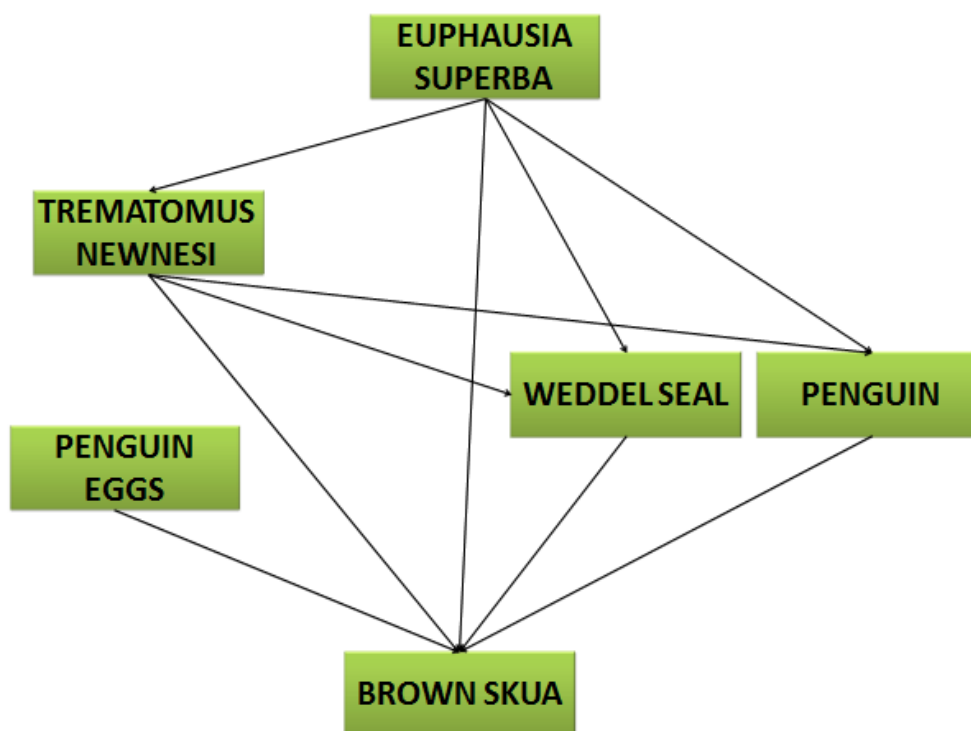 EUPHAUSIA
SUPERBA
TREMATOMUS
NEWNESI
WEDDEL SEAL
PENGUIN
PENGUIN
EGGS
BROWN SKUA